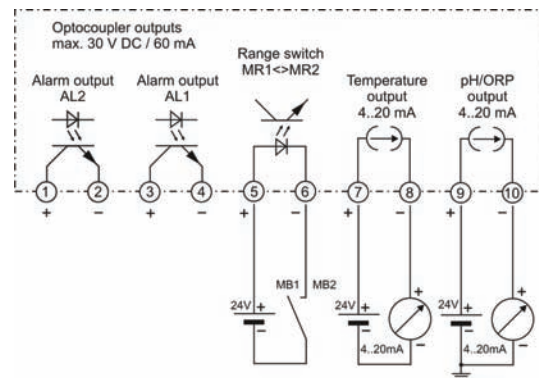 Optocoupler outputs
max. 30 V DC / 60 mA
Range switch
MR1<>MR2
Alarm output
AL2
Alarm output
AL1
Temperature
output
4..20 mA
pH/ORP
output
4..20 mA
1 2 3 4 5 6 7 8 9 10
+ − + − + − + − + −
MB1 MB2
24V + −
24V + −
+ −
4..20mA
24V + −
+ −
4..20mA